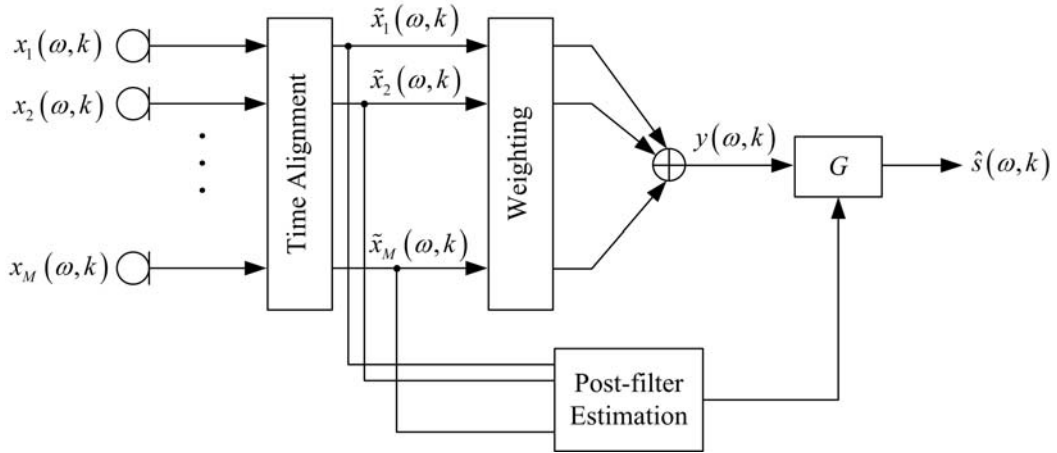 x₁(ω,k)
x₂(ω,k)
x_M(ω,k)
Time Alignment
x̃₁(ω,k)
x̃₂(ω,k)
x̃_M(ω,k)
Weighting
y(ω,k)
G
ŝ(ω,k)
Post-filter
Estimation